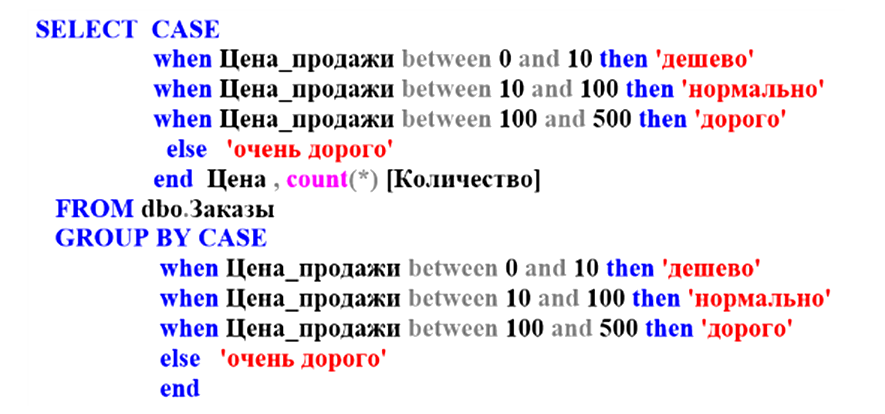 SELECT CASE
when Цена_продажи between 0 and 10 then 'дешево'
when Цена_продажи between 10 and 100 then 'нормально'
when Цена_продажи between 100 and 500 then 'дорого'
else 'очень дорого'
end Цена , count(*) [Количество]
FROM dbo.Заказы
GROUP BY CASE
when Цена_продажи between 0 and 10 then 'дешево'
when Цена_продажи between 10 and 100 then 'нормально'
when Цена_продажи between 100 and 500 then 'дорого'
else 'очень дорого'
end